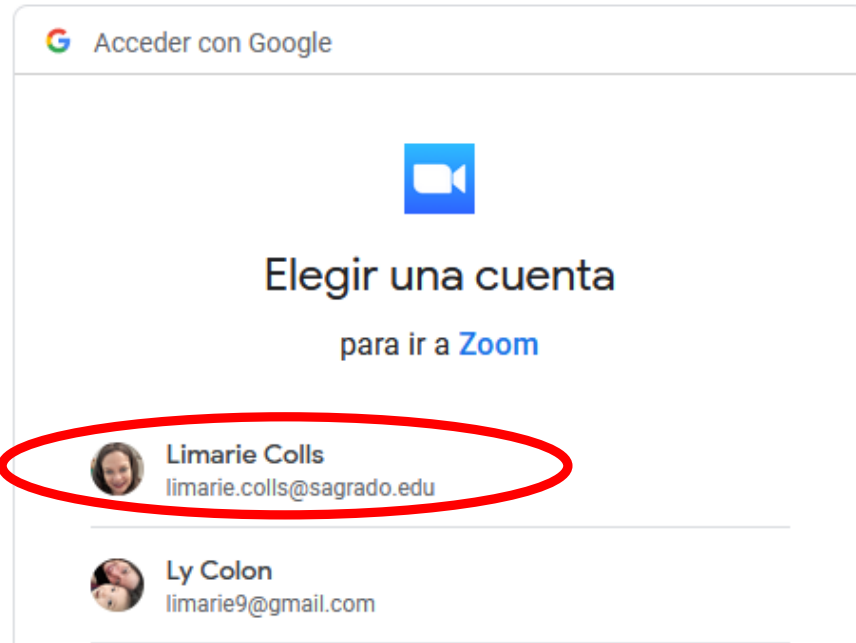 Acceder con Google
Elegir una cuenta
para ir a Zoom
Limarie Colls
limarie.colls@sagrado.edu
Ly Colon
limarie9@gmail.com